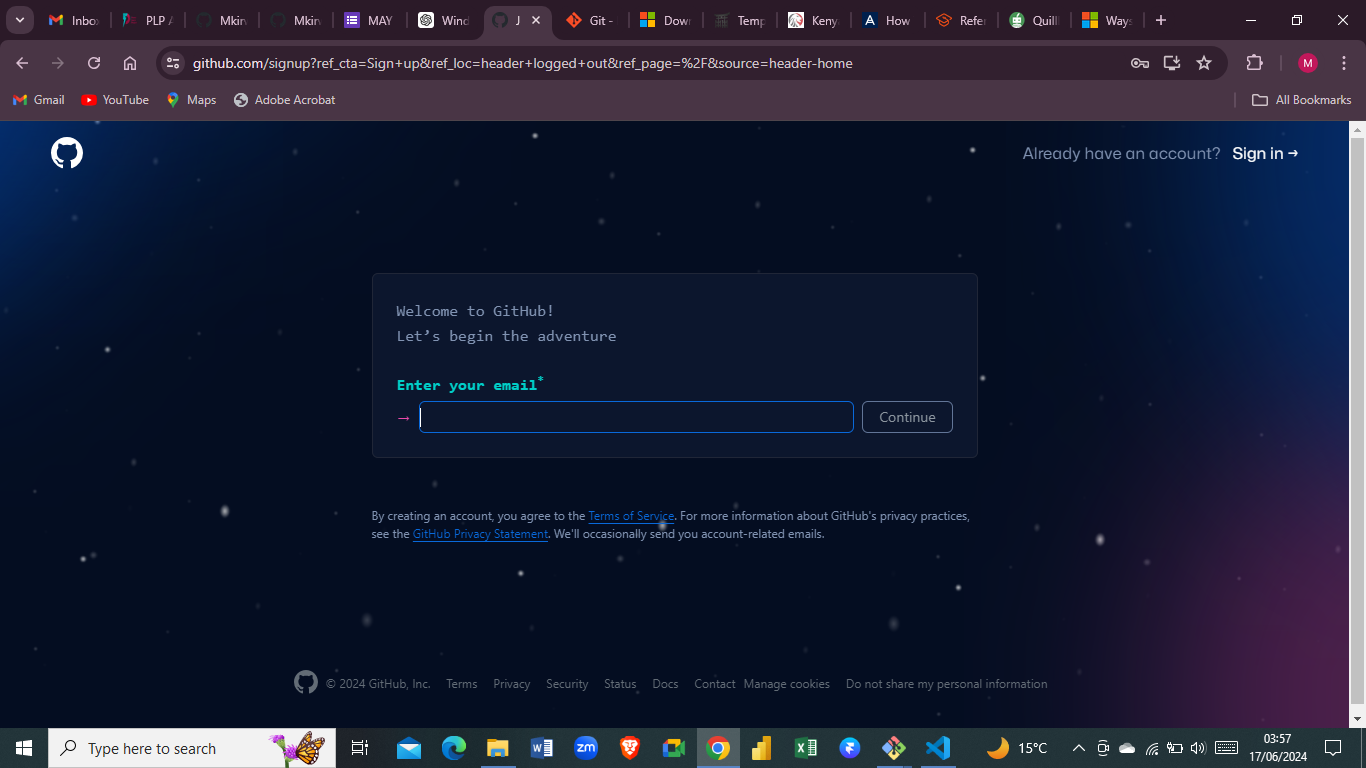 Inbo
PLP A
Mkir
Mkir
MAY
Wind
J
Git -
Dow
Temp
Keny
How
Refe
Quill
Ways
github.com/signup?ref_cta=Sign+up&ref_loc=header+logged+out&ref_page=%2F&source=header-home
M
Gmail
YouTube
Maps
Adobe Acrobat
All Bookmarks
Already have an account? Sign in →
Welcome to GitHub!
Let’s begin the adventure
Enter your email*
→
Continue
By creating an account, you agree to the Terms of Service. For more information about GitHub's privacy practices,
see the GitHub Privacy Statement. We'll occasionally send you account-related emails.
© 2024 GitHub, Inc. Terms Privacy Security Status Docs Contact Manage cookies Do not share my personal information
Type here to search
zm
15°C
03:57
17/06/2024